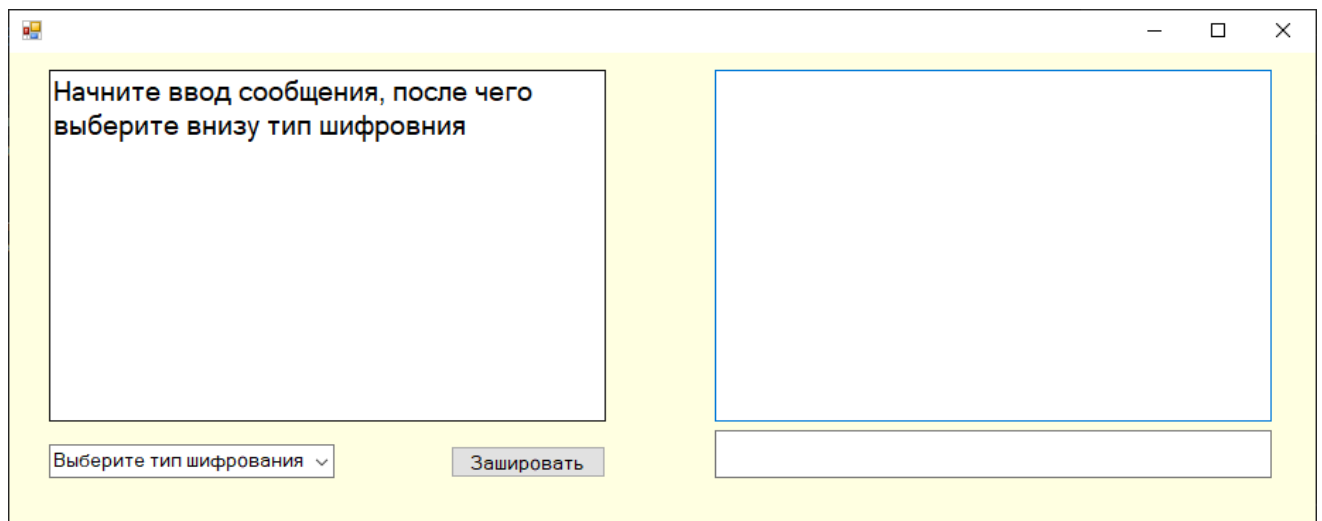 Начните ввод сообщения, после чего
выберите внизу тип шифровния
Выберите тип шифрования
Зашировать